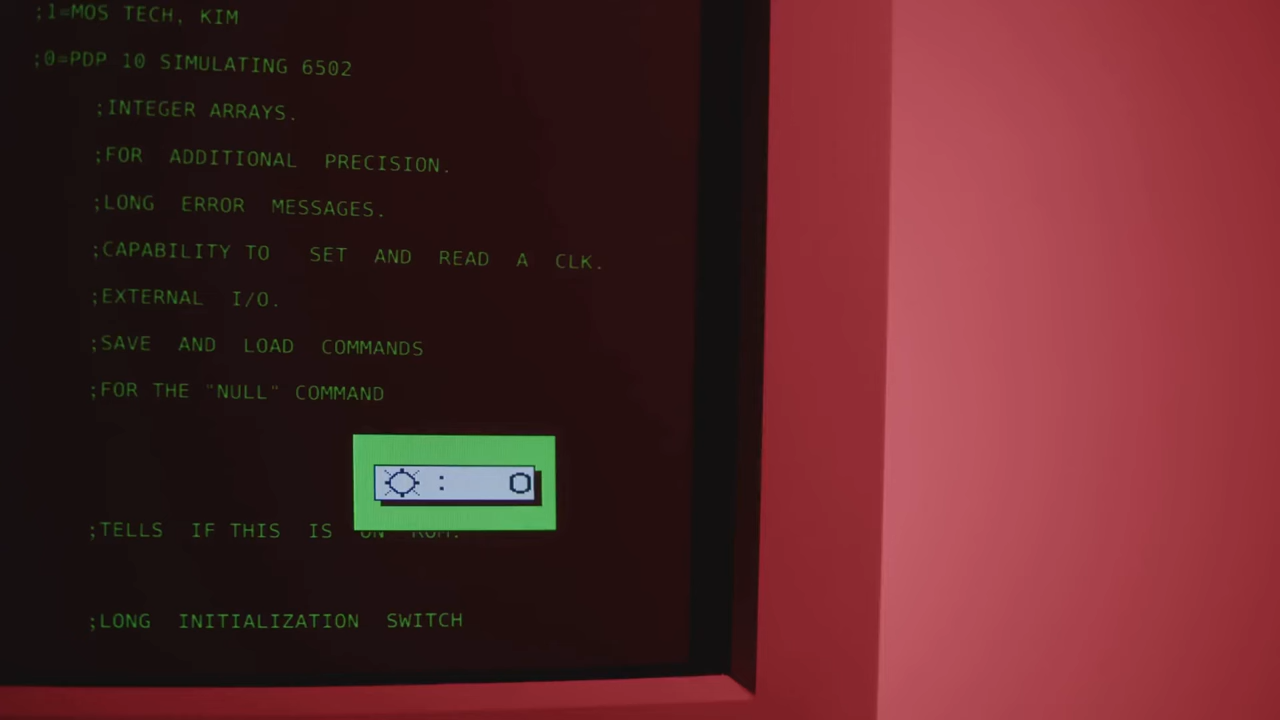 ;1=MOS TECH, KIM
;0=PDP 10 SIMULATING 6502
;INTEGER ARRAYS.
;FOR ADDITIONAL PRECISION.
;LONG ERROR MESSAGES.
;CAPABILITY TO SET AND READ A CLK.
;EXTERNAL I/O.
;SAVE AND LOAD COMMANDS
;FOR THE "NULL" COMMAND
: O
;TELLS IF THIS IS ON ROM.
;LONG INITIALIZATION SWITCH